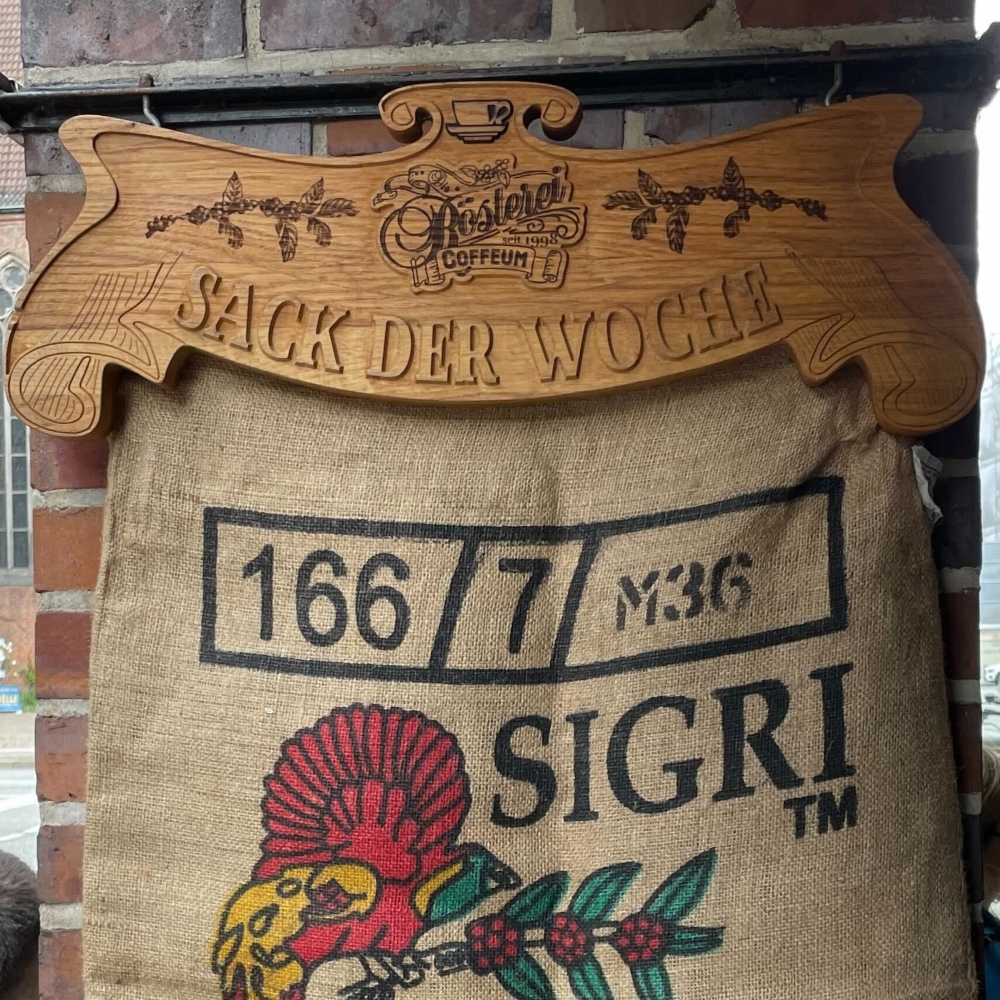 Rösterei
seit 1998
COFFEUM
SACK DER WOCHE
166 7 M36
SIGRI
TM